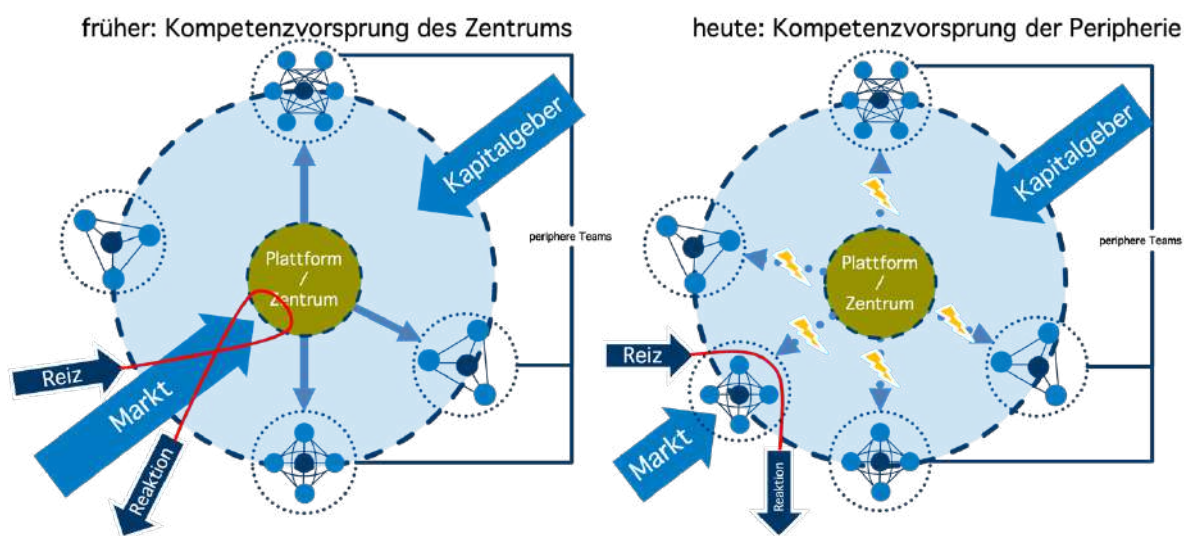 früher: Kompetenzvorsprung des Zentrums
Kapitalgeber
periphere Teams
Plattform
/
Zentrum
Reiz
Markt
Reaktion
heute: Kompetenzvorsprung der Peripherie
Kapitalgeber
periphere Teams
Plattform
/
Zentrum
Reiz
Markt
Reaktion